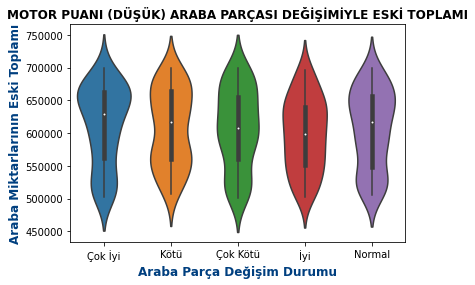 MOTOR PUANI (DÜŞÜK) ARABA PARÇASI DEĞİŞİMİYLE ESKİ TOPLAMI
Araba Miktarlarının Eski Toplamı
750000
700000
650000
600000
550000
500000
450000
Çok İyi Kötü Çok Kötü İyi Normal
Araba Parça Değişim Durumu